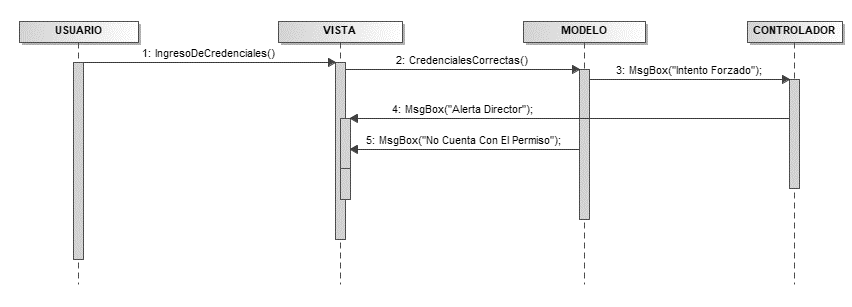 USUARIO
VISTA
MODELO
CONTROLADOR
1: IngresoDeCredenciales()
2: CredencialesCorrectas()
3: MsgBox("Intento Forzado");
4: MsgBox("Alerta Director");
5: MsgBox("No Cuenta Con El Permiso");